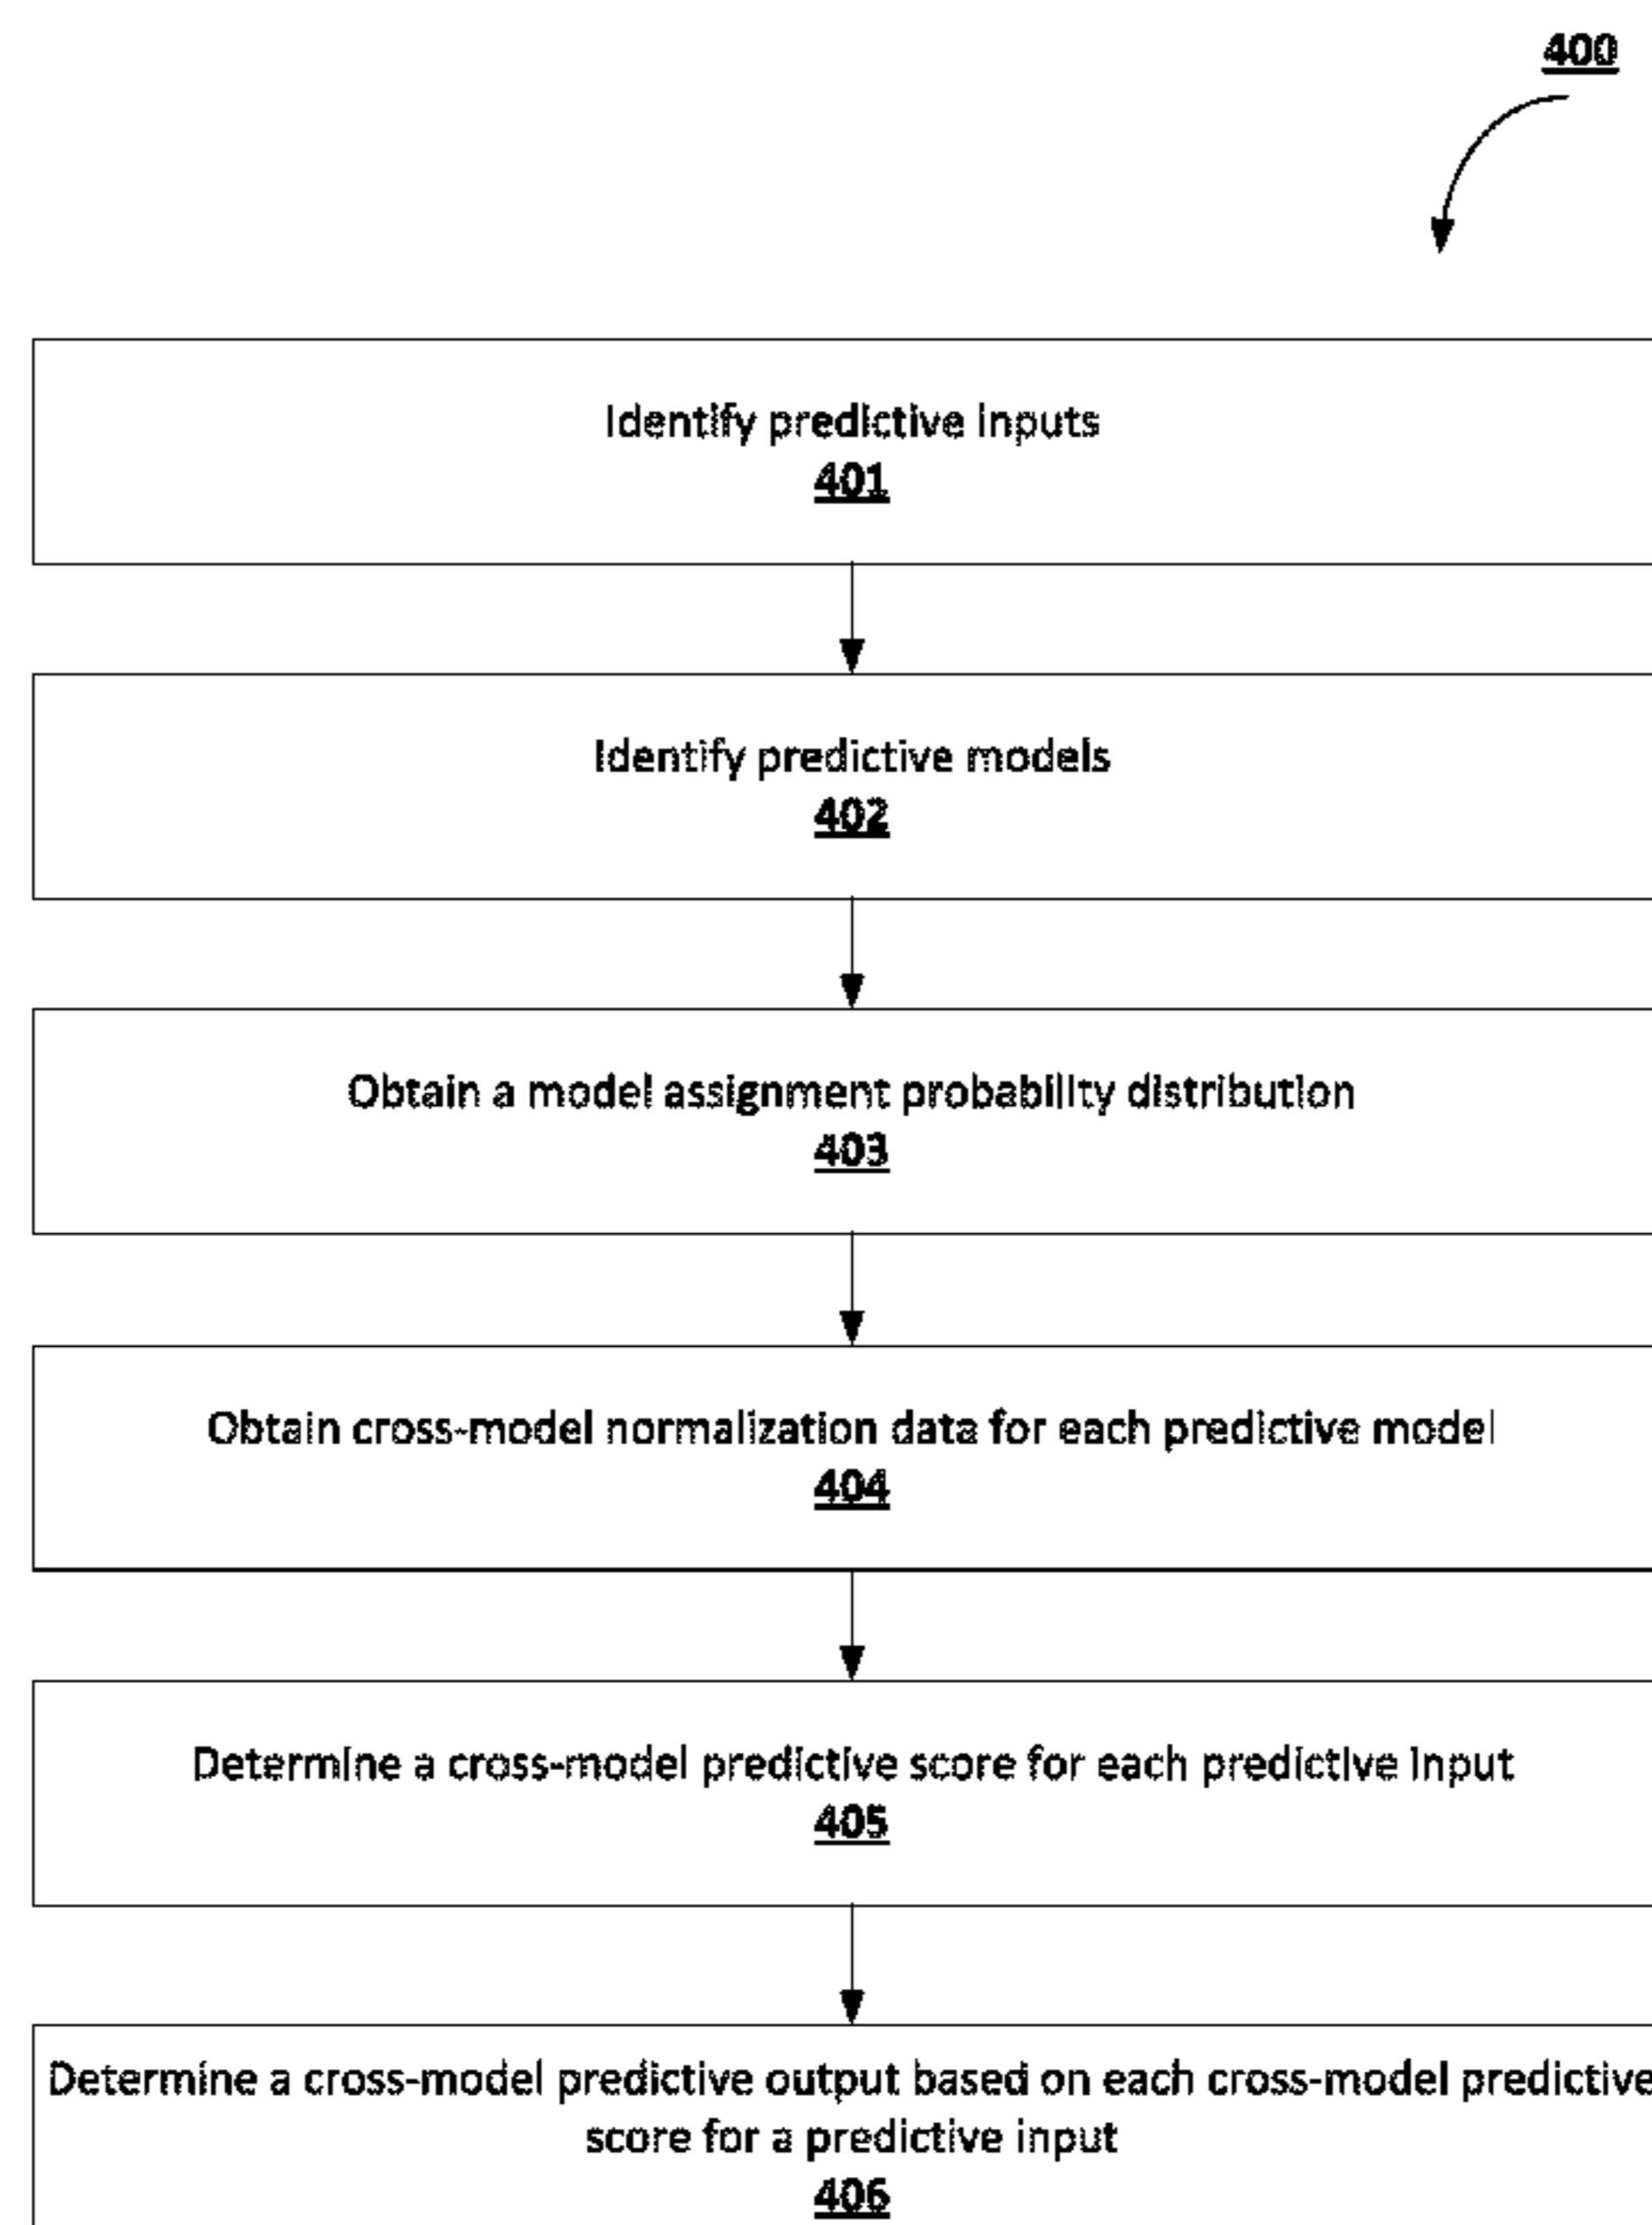 400
Identify predictive inputs
401
Identify predictive models
402
Obtain a model assignment probability distribution
403
Obtain cross-model normalization data for each predictive model
404
Determine a cross-model predictive score for each predictive input
405
Determine a cross-model predictive output based on each cross-model predictive
score for a predictive input
406